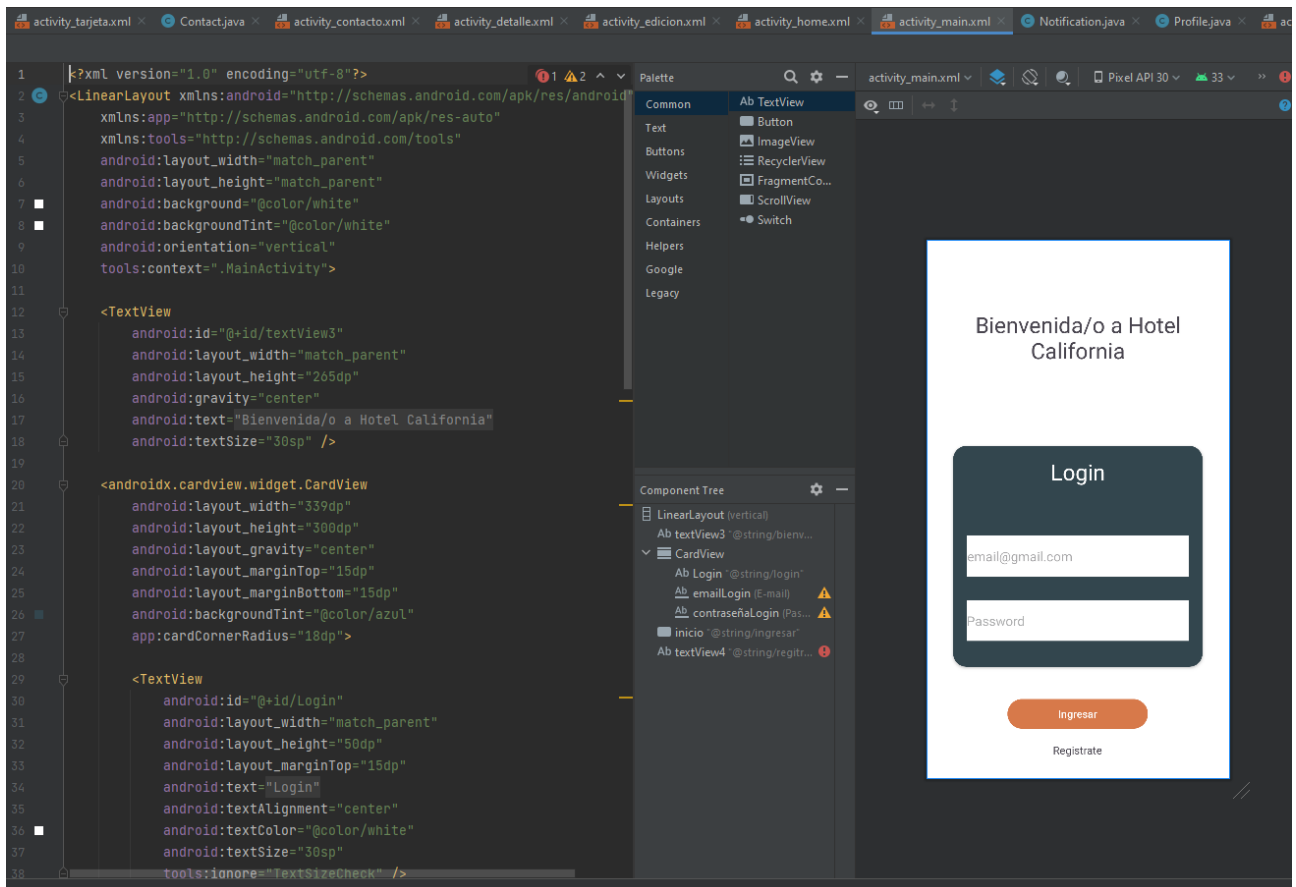 activity_tarjeta.xml × Contact.java × activity_contacto.xml × activity_detalle.xml × activity_edicion.xml × activity_home.xml × activity_main.xml × Notification.java × Profile.java × ac
1 <?xml version="1.0" encoding="utf-8"?>
2 <LinearLayout xmlns:android="http://schemas.android.com/apk/res/android"
3 xmlns:app="http://schemas.android.com/apk/res-auto"
4 xmlns:tools="http://schemas.android.com/tools"
5 android:layout_width="match_parent"
6 android:layout_height="match_parent"
7 android:background="@color/white"
8 android:backgroundTint="@color/white"
9 android:orientation="vertical"
10 tools:context=".MainActivity">
11
12 <TextView
13 android:id="@+id/textView3"
14 android:layout_width="match_parent"
15 android:layout_height="265dp"
16 android:gravity="center"
17 android:text="Bienvenida/o a Hotel California"
18 android:textSize="30sp" />
19
20 <androidx.cardview.widget.CardView
21 android:layout_width="339dp"
22 android:layout_height="300dp"
23 android:layout_gravity="center"
24 android:layout_marginTop="15dp"
25 android:layout_marginBottom="15dp"
26 android:backgroundTint="@color/azul"
27 app:cardCornerRadius="18dp">
28
29 <TextView
30 android:id="@+id/Login"
31 android:layout_width="match_parent"
32 android:layout_height="50dp"
33 android:layout_marginTop="15dp"
34 android:text="Login"
35 android:textAlignment="center"
36 android:textColor="@color/white"
37 android:textSize="30sp"
38 tools:ignore="TextSizeCheck" />
1 2
Palette
Common
Text
Buttons
Widgets
Layouts
Containers
Helpers
Google
Legacy
Ab TextView
Button
ImageView
RecyclerView
FragmentCo...
ScrollView
Switch
Component Tree
LinearLayout (vertical)
Ab textView3 "@string/bienv...
CardView
Ab Login "@string/login"
Ab emailLogin (E-mail)
Ab contraseñaLogin (Pas...
inicio "@string/ingresar"
Ab textView4 "@string/regitr...
activity_main.xml Pixel API 30 33 »
Bienvenida/o a Hotel
California
Login
email@gmail.com
Password
Ingresar
Registrate